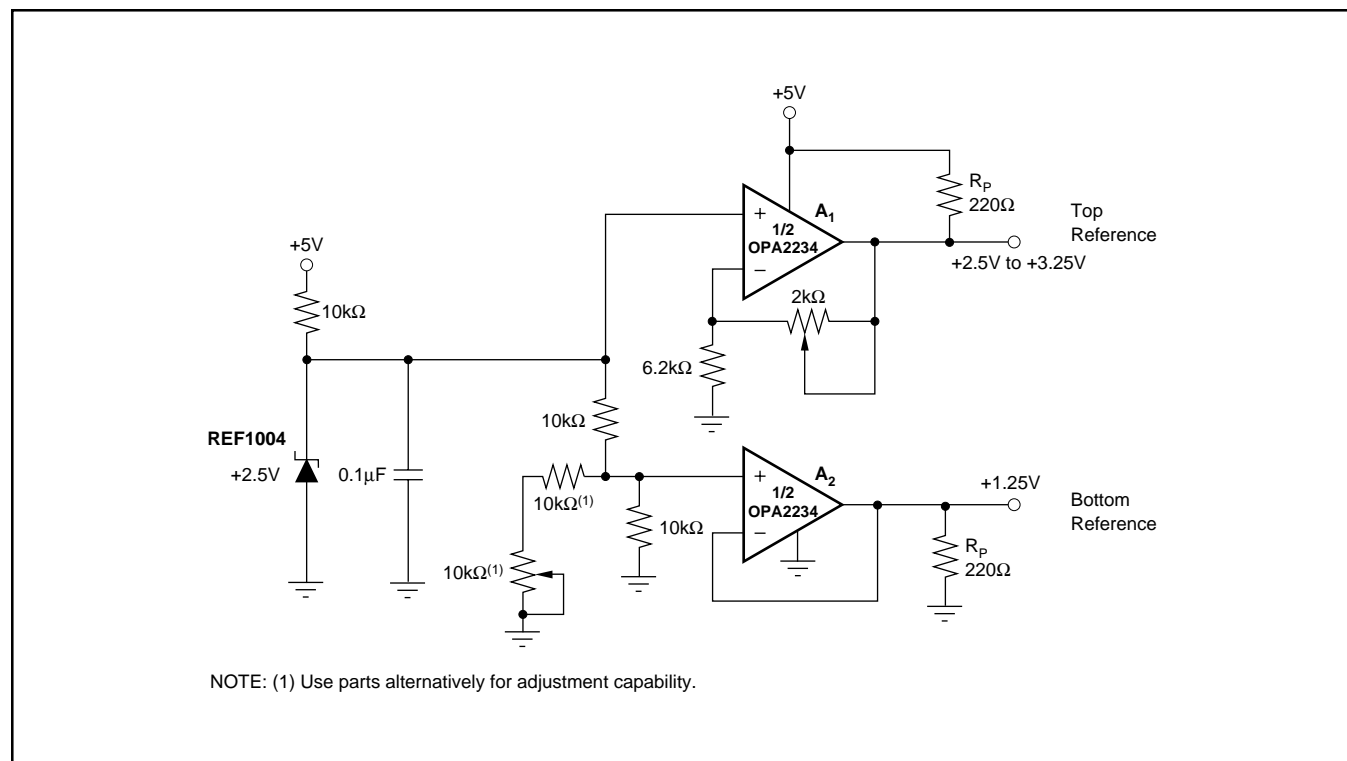 +5V
R_P
220Ω
Top
Reference
+
A_1
1/2
OPA2234
−
+2.5V to +3.25V
+5V
10kΩ
2kΩ
6.2kΩ
10kΩ
REF1004
+2.5V
0.1µF
10kΩ(1)
10kΩ
10kΩ(1)
+
A_2
1/2
OPA2234
−
+1.25V
Bottom
Reference
R_P
220Ω
NOTE: (1) Use parts alternatively for adjustment capability.